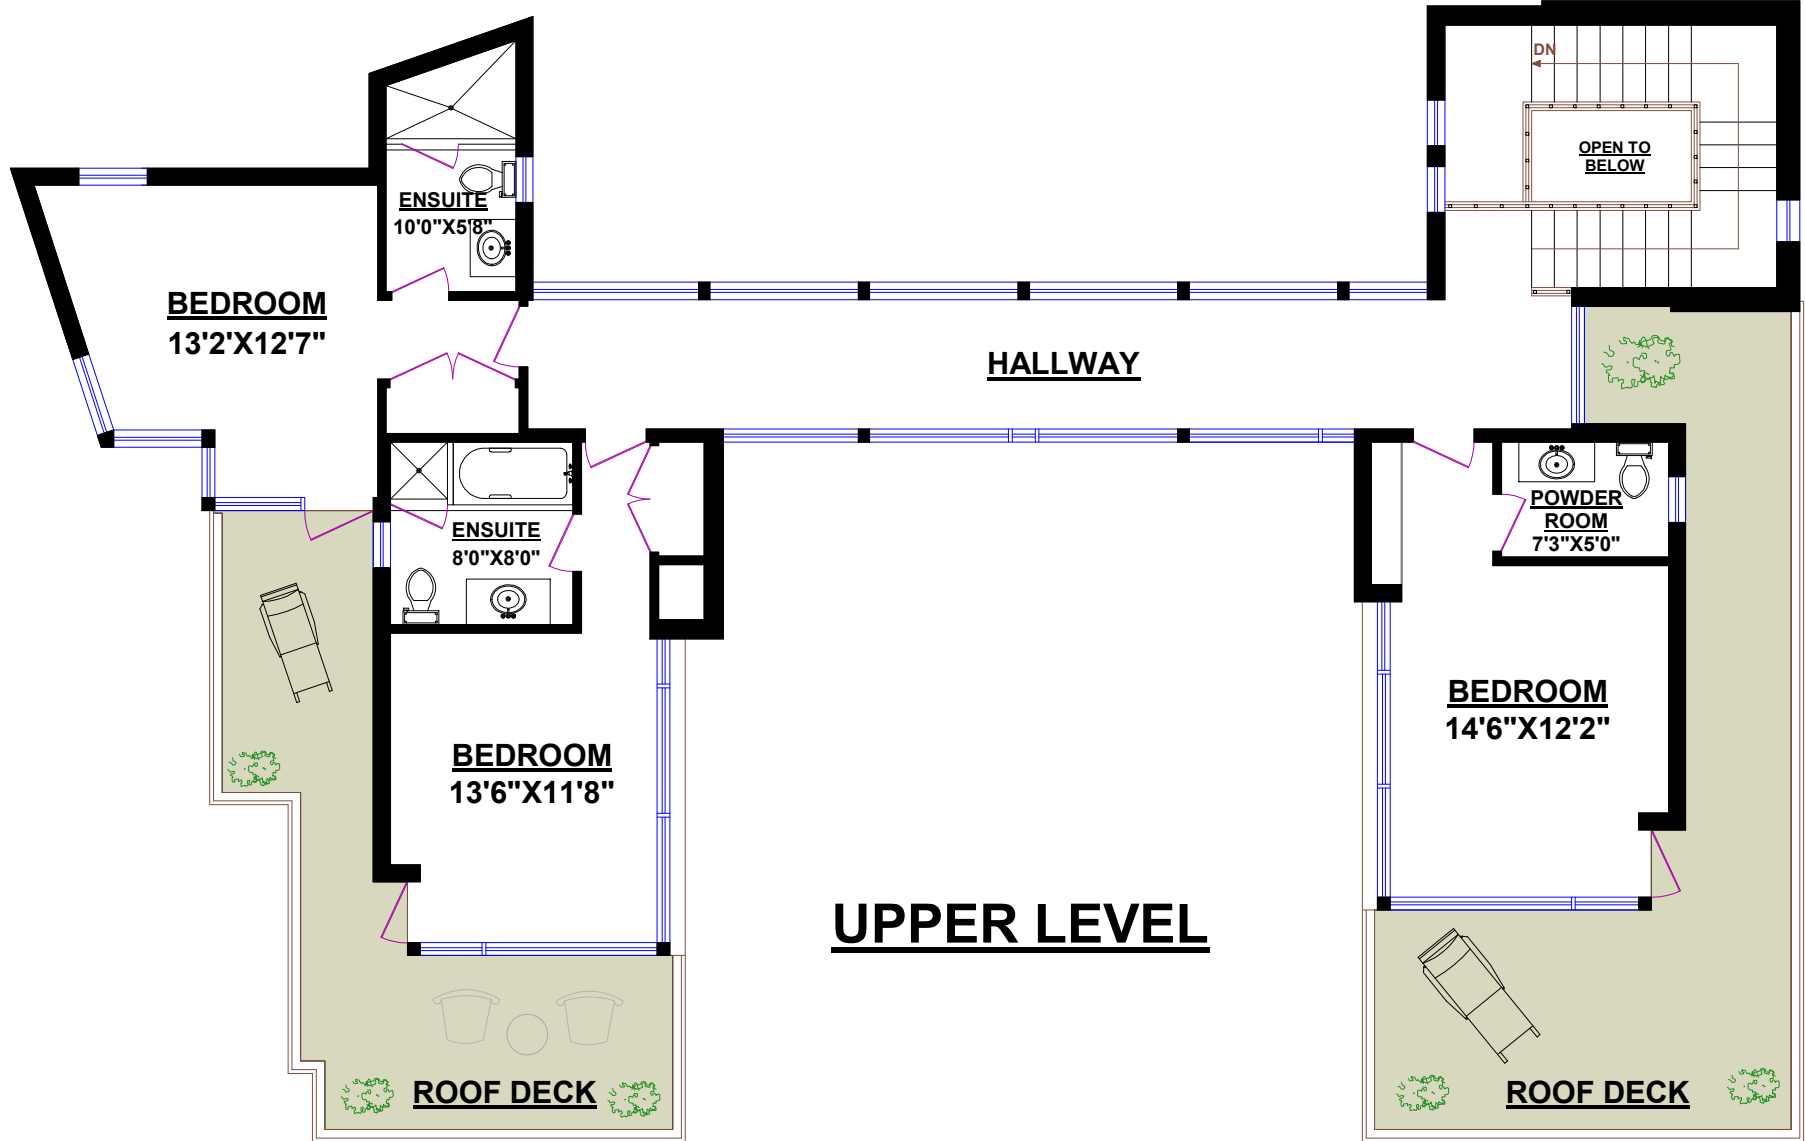 DN
OPEN TO
BELOW
ENSUITE
10'0"X5'8"
BEDROOM
13'2'X12'7"
HALLWAY
ENSUITE
8'0"X8'0"
POWDER
ROOM
7'3"X5'0"
BEDROOM
14'6"X12'2"
BEDROOM
13'6"X11'8"
UPPER LEVEL
ROOF DECK
ROOF DECK